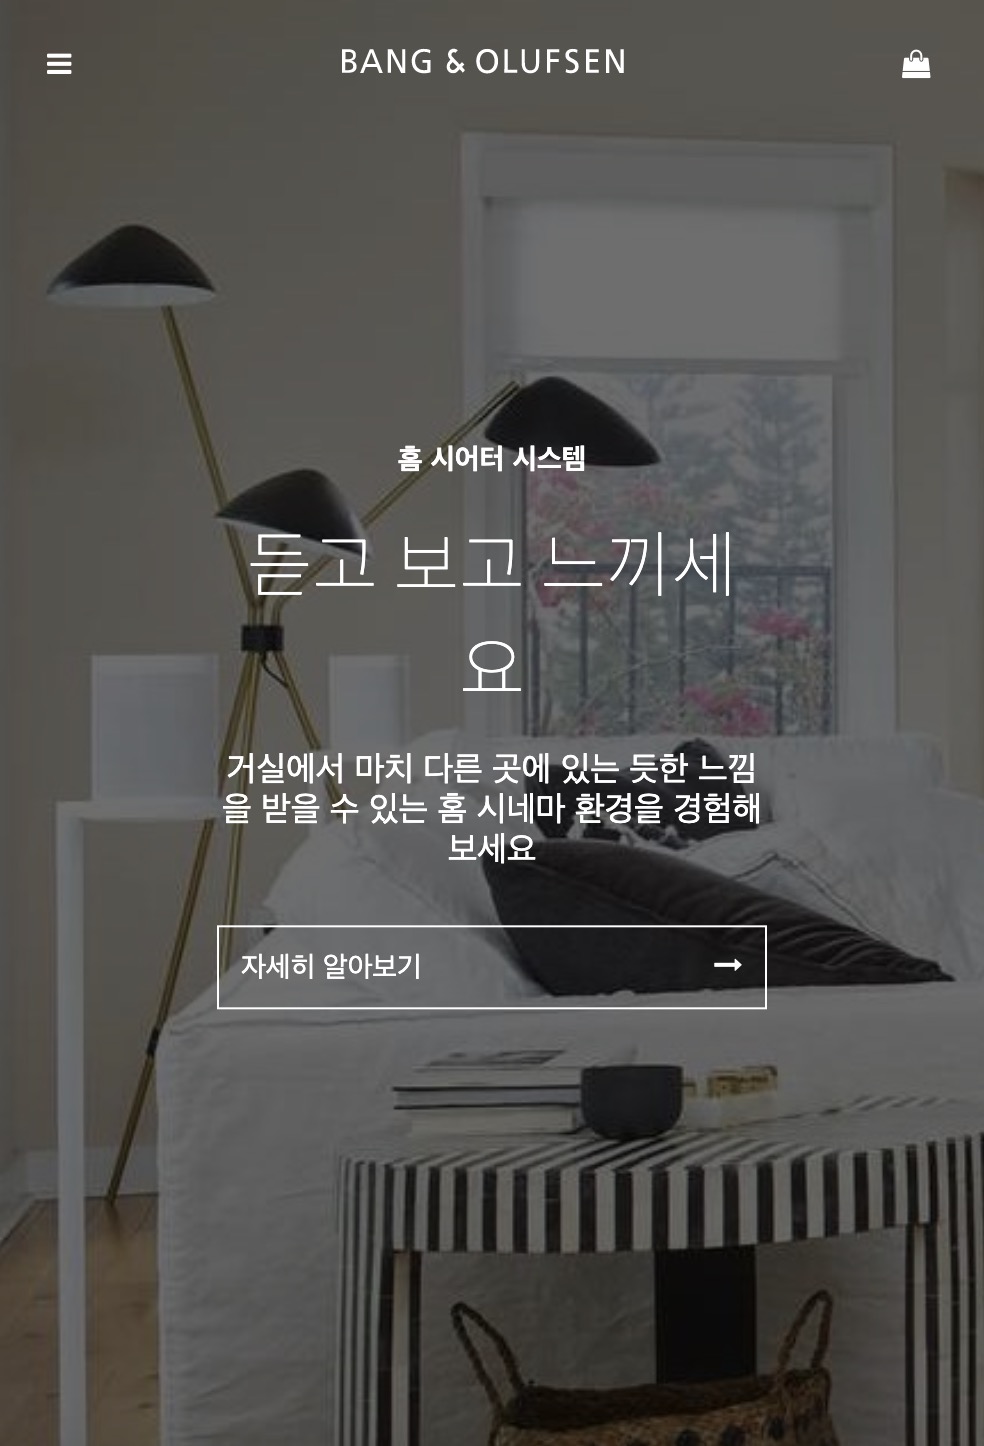 BANG & OLUFSEN
홈 시어터 시스템
듣고 보고 느끼세
요
거실에서 마치 다른 곳에 있는 듯한 느낌
을 받을 수 있는 홈 시네마 환경을 경험해
보세요
자세히 알아보기